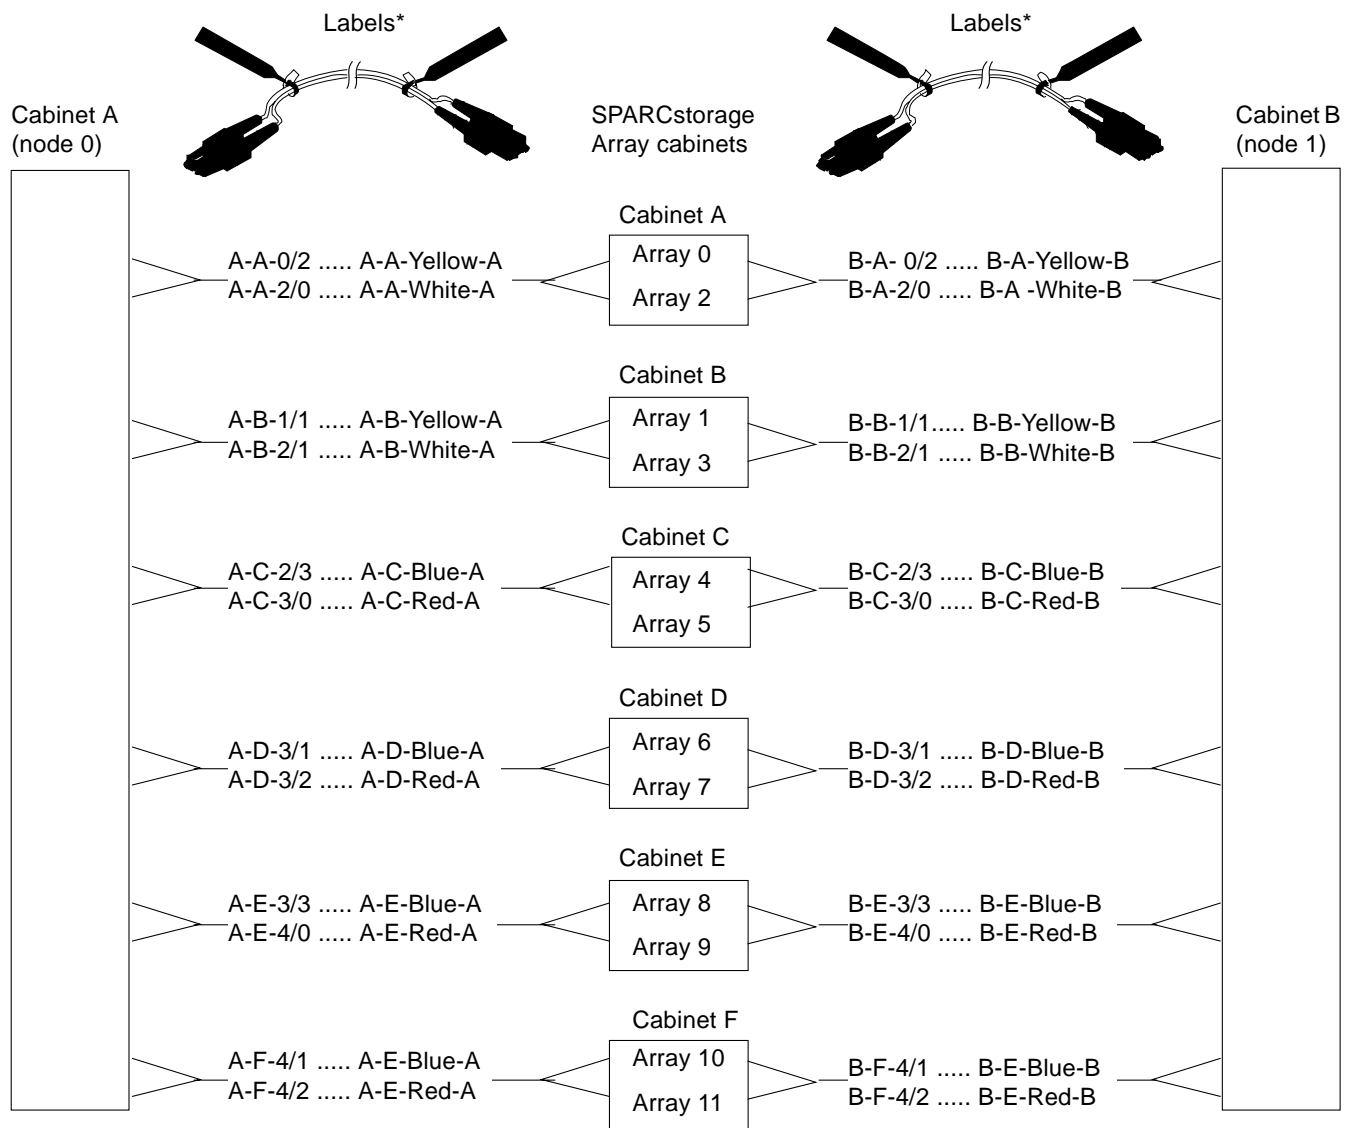 Labels*
Labels*
Cabinet A
(node 0)
SPARCstorage
Array cabinets
Cabinet B
(node 1)
Cabinet A
A-A-0/2 ..... A-A-Yellow-A
A-A-2/0 ..... A-A-White-A
Array 0
Array 2
B-A- 0/2 ..... B-A-Yellow-B
B-A-2/0 ..... B-A -White-B
Cabinet B
A-B-1/1 ..... A-B-Yellow-A
A-B-2/1 ..... A-B-White-A
Array 1
Array 3
B-B-1/1..... B-B-Yellow-B
B-B-2/1 ..... B-B-White-B
Cabinet C
A-C-2/3 ..... A-C-Blue-A
A-C-3/0 ..... A-C-Red-A
Array 4
Array 5
B-C-2/3 ..... B-C-Blue-B
B-C-3/0 ..... B-C-Red-B
Cabinet D
A-D-3/1 ..... A-D-Blue-A
A-D-3/2 ..... A-D-Red-A
Array 6
Array 7
B-D-3/1 ..... B-D-Blue-B
B-D-3/2 ..... B-D-Red-B
Cabinet E
A-E-3/3 ..... A-E-Blue-A
A-E-4/0 ..... A-E-Red-A
Array 8
Array 9
B-E-3/3 ..... B-E-Blue-B
B-E-4/0 ..... B-E-Red-B
Cabinet F
A-F-4/1 ..... A-E-Blue-A
A-F-4/2 ..... A-E-Red-A
Array 10
Array 11
B-F-4/1 ..... B-E-Blue-B
B-F-4/2 ..... B-E-Red-B